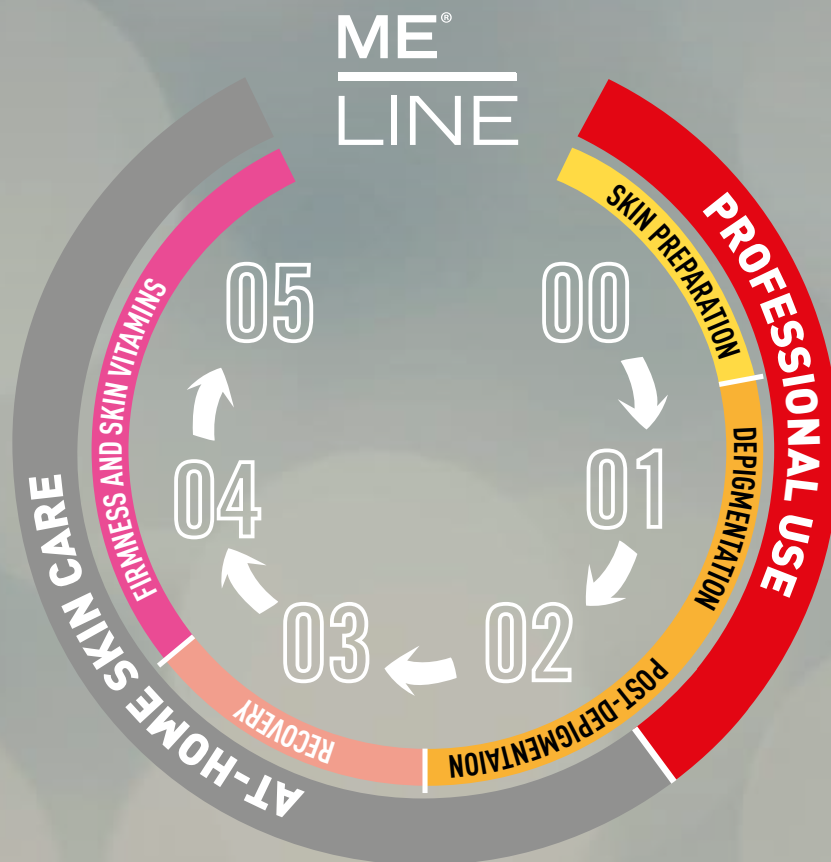 ME®
LINE
PROFESSIONAL USE
SKIN PREPARATION
00
DEPIGMENTATION
01
POST-DEPIGMENTAION
02
RECOVERY
03
AT-HOME SKIN CARE
FIRMNESS AND SKIN VITAMINS
04
05